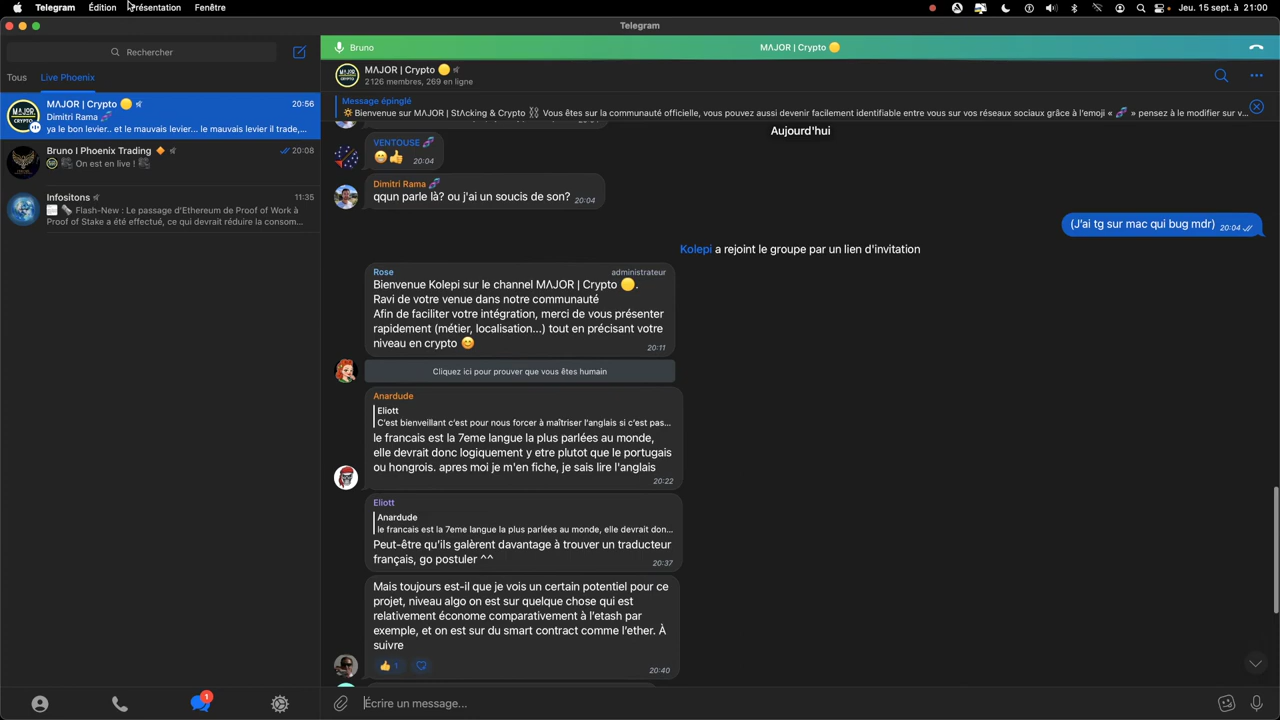 Telegram Édition Présentation Fenêtre Jeu. 15 sept. à 21:00
Telegram
Rechercher
Tous Live Phoenix
MΛJOR | Crypto 🟡 20:56
Dimitri Rama 🧬
ya le bon levier.. et le mauvais levier... le mauvais levier il trade,...
Bruno I Phoenix Trading 🔸 20:08
On est en live !
Infositons 11:35
Flash-New : Le passage d'Ethereum de Proof of Work à
Proof of Stake a été effectué, ce qui devrait réduire la consom...
1
Bruno MΛJOR | Crypto 🟡
MΛJOR | Crypto 🟡
2 126 membres, 269 en ligne
Message épinglé
🔅Bienvenue sur MAJOR | StΛcking & Crypto ⛓ Vous êtes sur la communauté officielle, vous pouvez aussi devenir facilement identifiable entre vous sur vos réseaux sociaux grâce à l'emoji « 🧬 » pensez à le modifier sur v...
Aujourd'hui
VENTOUSE 🧬
😁👍 20:04
Dimitri Rama 🧬
qqun parle là? ou j'ai un soucis de son? 20:04
(J'ai tg sur mac qui bug mdr) 20:04
Kolepi a rejoint le groupe par un lien d'invitation
Rose administrateur
Bienvenue Kolepi sur le channel MΛJOR | Crypto 🟡.
Ravi de votre venue dans notre communauté
Afin de faciliter votre intégration, merci de vous présenter
rapidement (métier, localisation...) tout en précisant votre
niveau en crypto 😊
20:11
Cliquez ici pour prouver que vous êtes humain
Anardude
Eliott
C'est bienveillant c'est pour nous forcer à maîtriser l'anglais si c'est pas...
le francais est la 7eme langue la plus parlées au monde,
elle devrait donc logiquement y etre plutot que le portugais
ou hongrois. apres moi je m'en fiche, je sais lire l'anglais
20:22
Eliott
Anardude
le francais est la 7eme langue la plus parlées au monde, elle devrait don...
Peut-être qu'ils galèrent davantage à trouver un traducteur
français, go postuler ^^
20:37
Mais toujours est-il que je vois un certain potentiel pour ce
projet, niveau algo on est sur quelque chose qui est
relativement économe comparativement à l'etash par
exemple, et on est sur du smart contract comme l'ether. À
suivre
👍 1
20:40
Écrire un message...